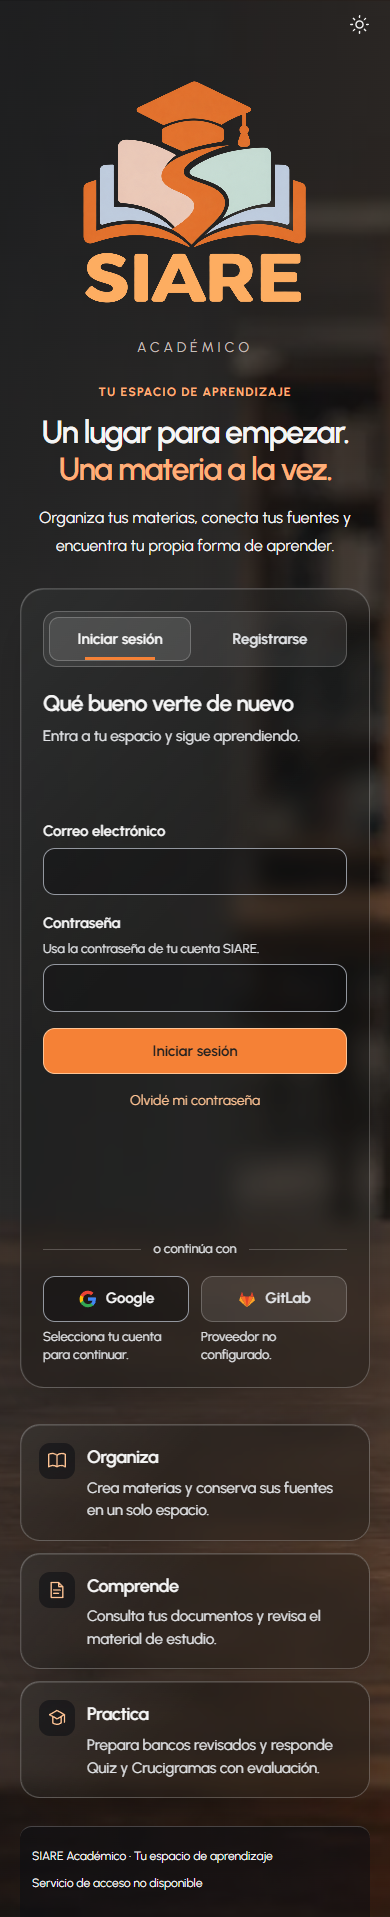 SIARE
ACADÉMICO
TU ESPACIO DE APRENDIZAJE
Un lugar para empezar.
Una materia a la vez.
Organiza tus materias, conecta tus fuentes y
encuentra tu propia forma de aprender.
Iniciar sesión
Registrarse
Qué bueno verte de nuevo
Entra a tu espacio y sigue aprendiendo.
Correo electrónico
Contraseña
Usa la contraseña de tu cuenta SIARE.
Iniciar sesión
Olvidé mi contraseña
o continúa con
Google
GitLab
Selecciona tu cuenta
para continuar.
Proveedor no
configurado.
Organiza
Crea materias y conserva sus fuentes
en un solo espacio.
Comprende
Consulta tus documentos y revisa el
material de estudio.
Practica
Prepara bancos revisados y responde
Quiz y Crucigramas con evaluación.
SIARE Académico · Tu espacio de aprendizaje
Servicio de acceso no disponible